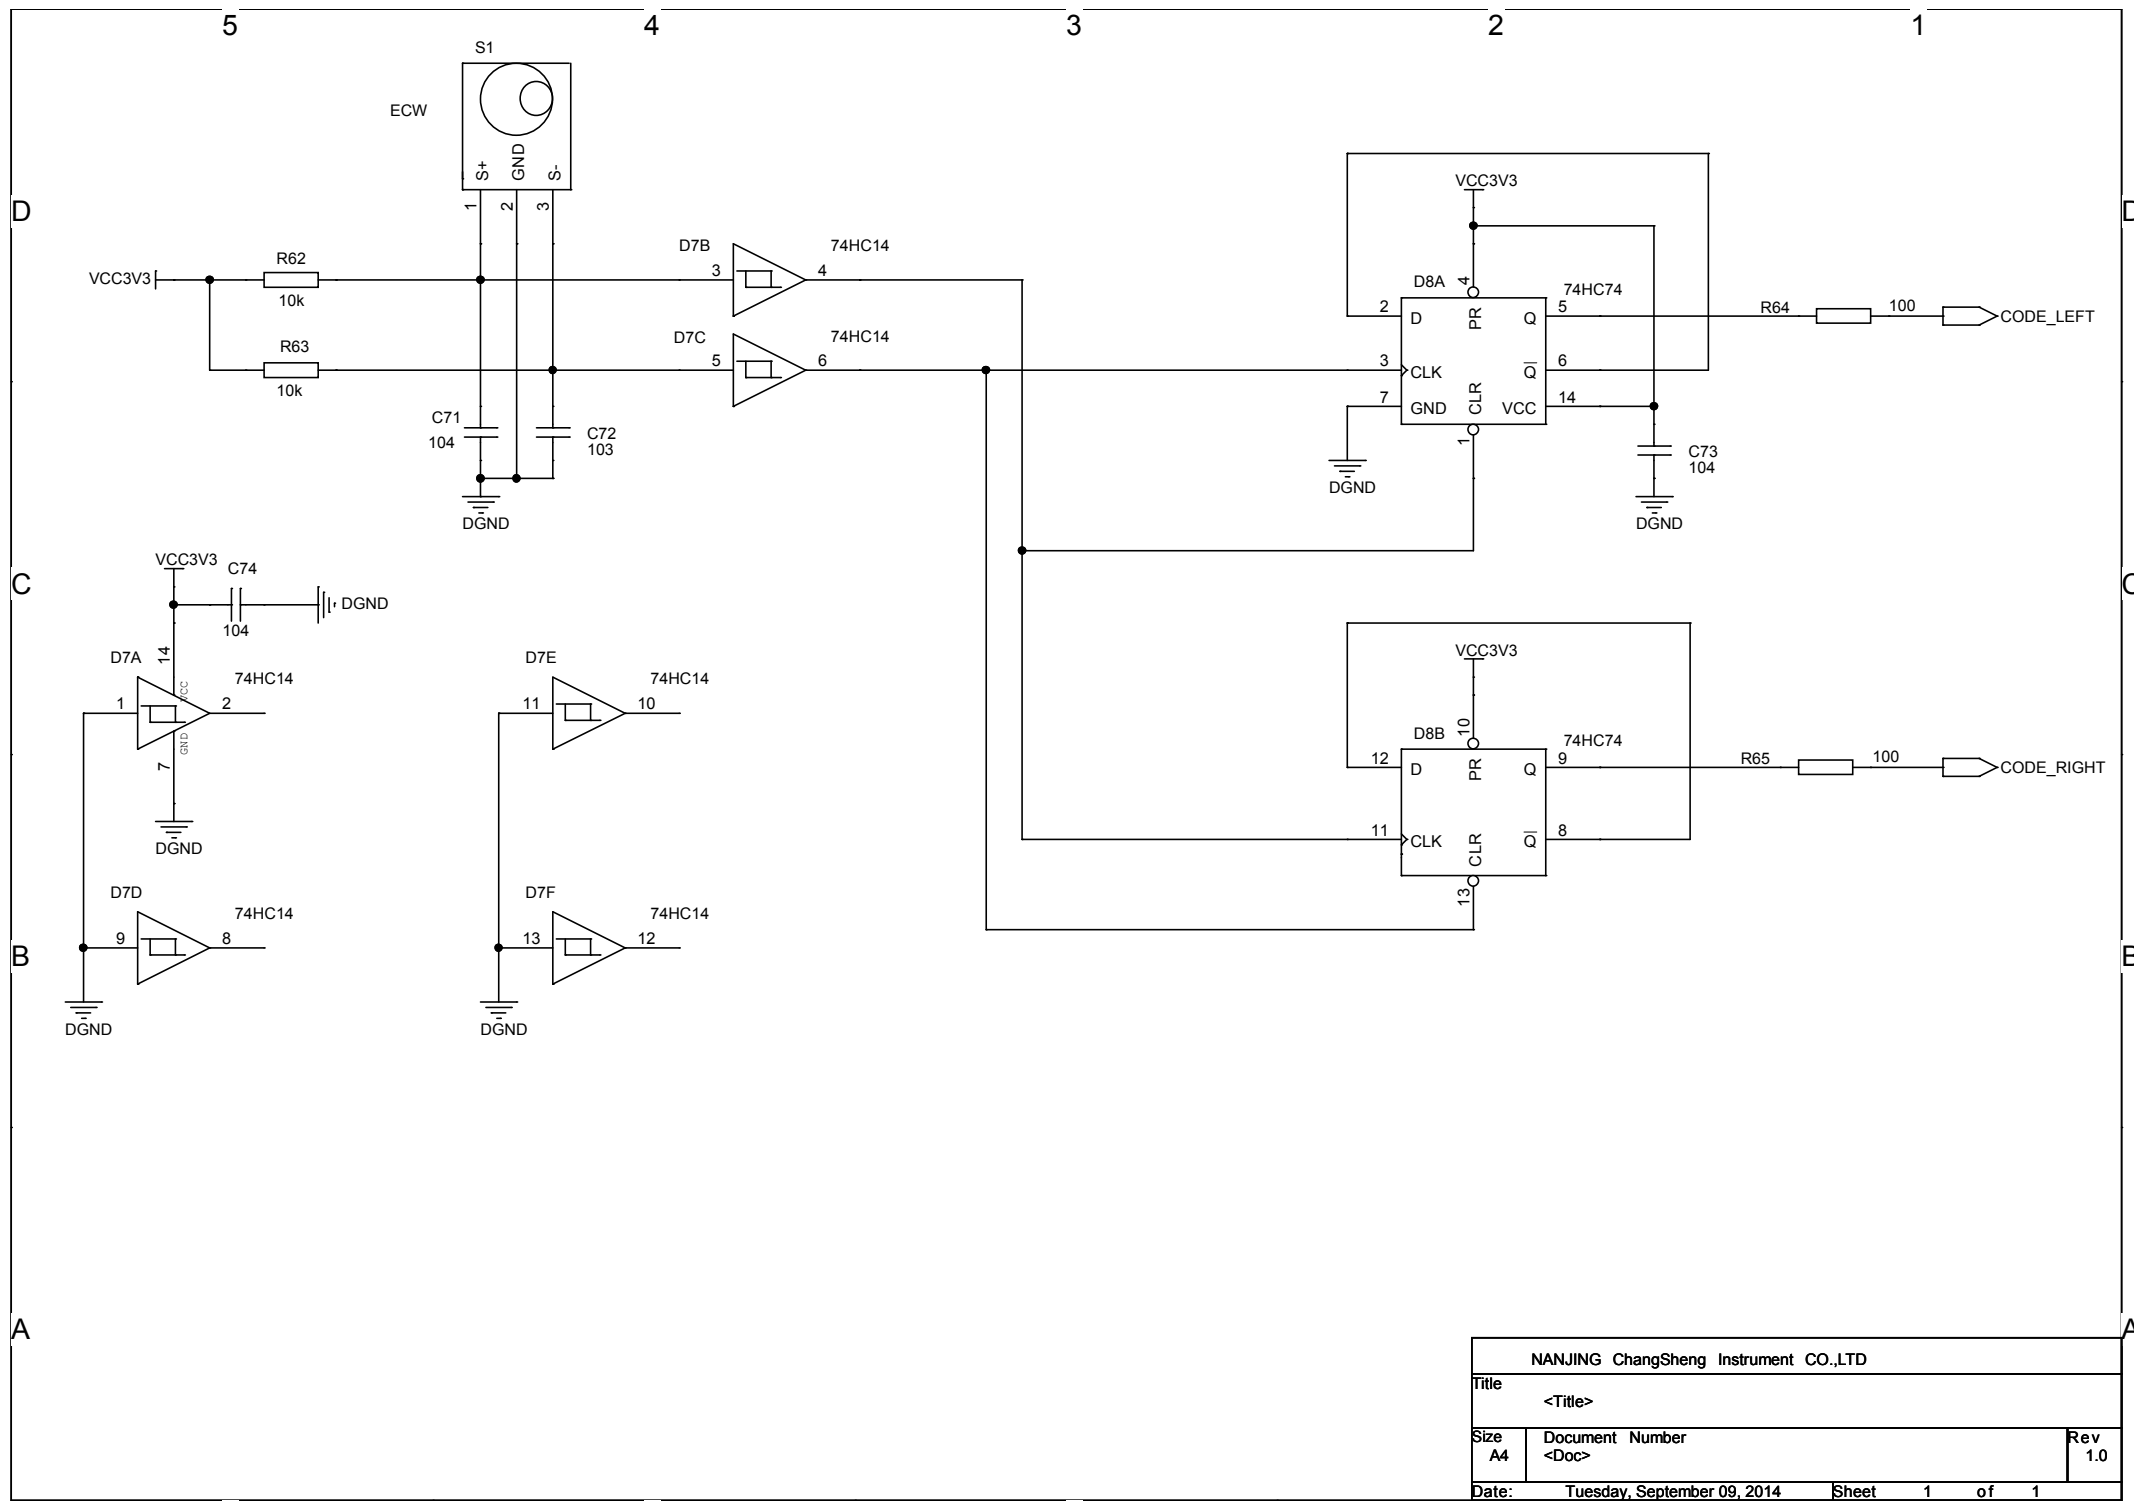 5 4 3 2 1
S1
ECW
S+ GND S-
1 2 3
D D
VCC3V3
R62
10k
R63
10k
D7B 74HC14
3 4
D7C 74HC14
5 6
C71
104
C72
103
DGND
VCC3V3
D8A 74HC74
4
2 D PR Q 5
3 CLK Q 6
7 GND CLR VCC 14
1
R64 100 CODE_LEFT
DGND
C73
104
DGND
C C
VCC3V3
C74
104
DGND
D7A 74HC14
14
VCC
1 2
GND
7
DGND
D7E 74HC14
11 10
VCC3V3
D8B 74HC74
10
12 D PR Q 9
11 CLK CLR Q 8
13
R65 100 CODE_RIGHT
D7D 74HC14
9 8
DGND
D7F 74HC14
13 12
DGND
B B
A A
NANJING ChangSheng Instrument CO.,LTD
Title
<Title>
Size Document Number Rev
A4 <Doc> 1.0
Date: Tuesday, September 09, 2014 Sheet 1 of 1